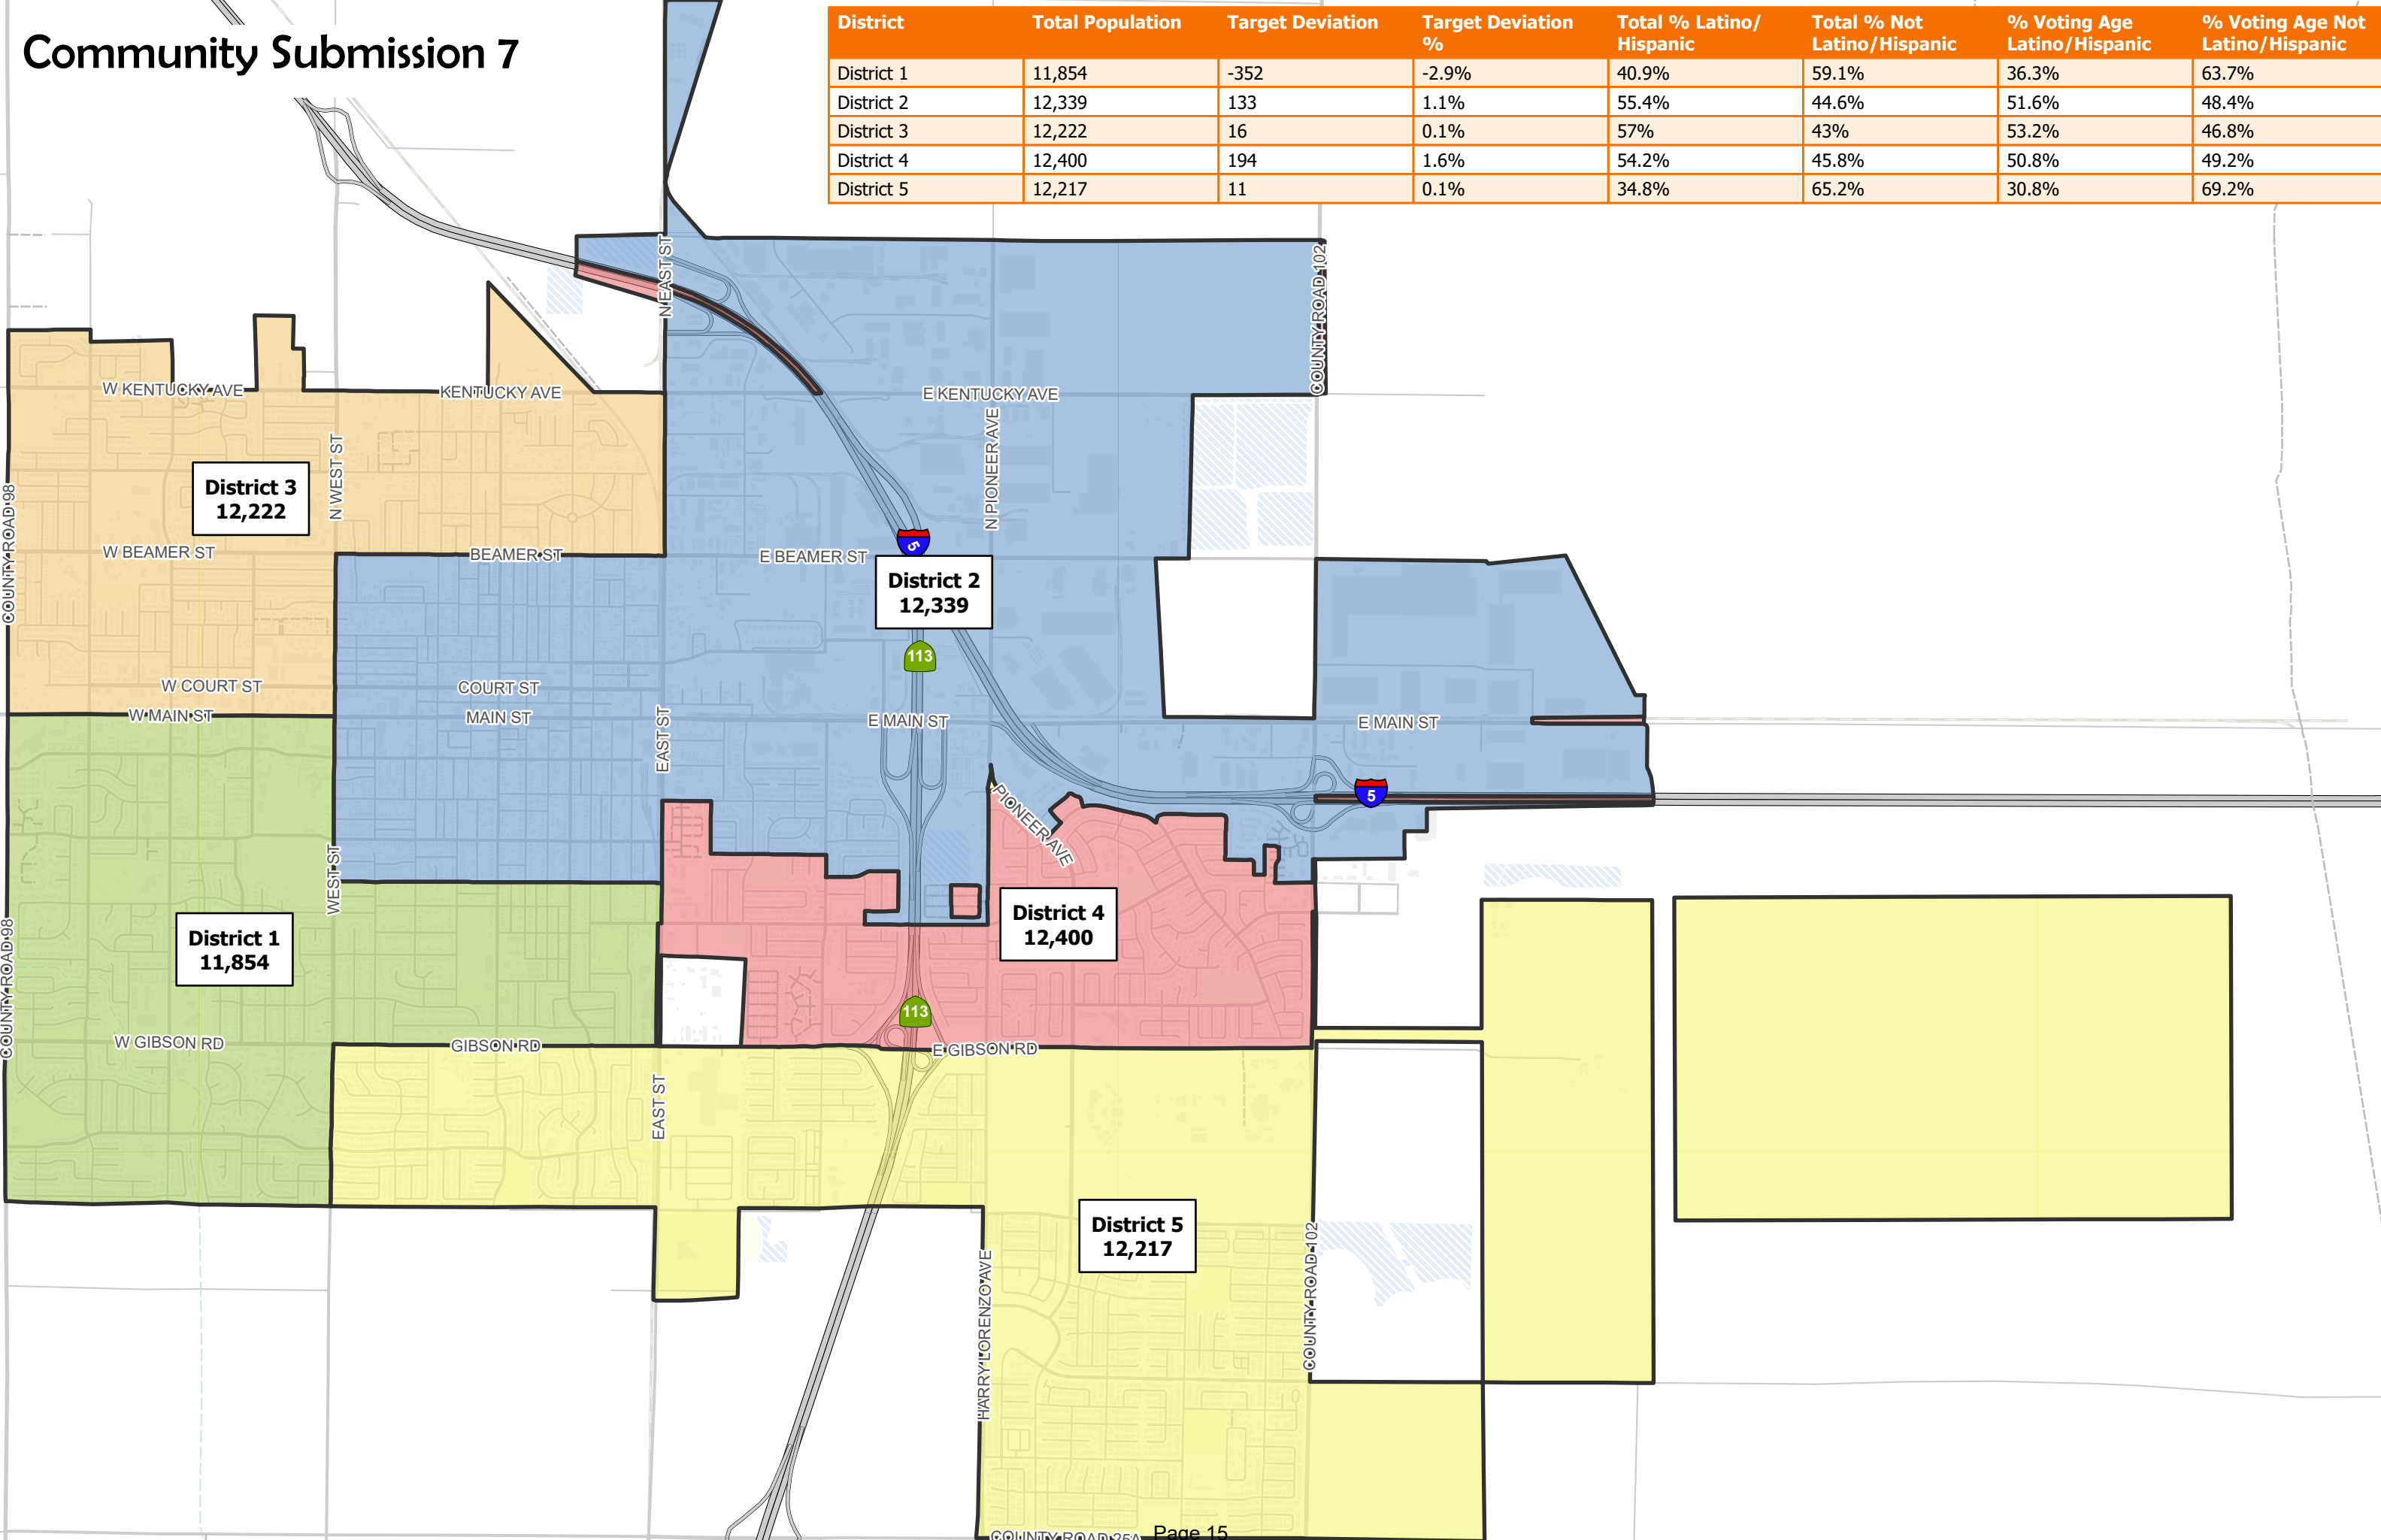 Community Submission 7
District Total Population Target Deviation Target Deviation % Total % Latino/Hispanic Total % Not Latino/Hispanic % Voting Age Latino/Hispanic % Voting Age Not Latino/Hispanic
District 1 11,854 -352 -2.9% 40.9% 59.1% 36.3% 63.7%
District 2 12,339 133 1.1% 55.4% 44.6% 51.6% 48.4%
District 3 12,222 16 0.1% 57% 43% 53.2% 46.8%
District 4 12,400 194 1.6% 54.2% 45.8% 50.8% 49.2%
District 5 12,217 11 0.1% 34.8% 65.2% 30.8% 69.2%
N EAST ST
COUNTY ROAD 102
W KENTUCKY AVE
KENTUCKY AVE
E KENTUCKY AVE
N PIONEER AVE
N WEST ST
COUNTY ROAD 98
District 3
12,222
W BEAMER ST
BEAMER ST
E BEAMER ST
5
District 2
12,339
113
W COURT ST
COURT ST
W MAIN ST
MAIN ST
EAST ST
E MAIN ST
E MAIN ST
5
PIONEER AVE
WEST ST
District 1
11,854
District 4
12,400
COUNTY ROAD 98
113
W GIBSON RD
GIBSON RD
E GIBSON RD
EAST ST
District 5
12,217
HARRY LORENZO AVE
COUNTY ROAD 102
COUNTY ROAD 25A
Page 15